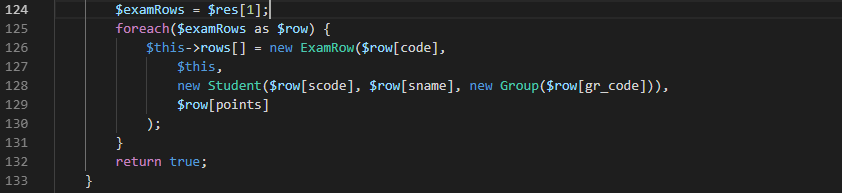 124 $examRows = $res[1];
125 foreach($examRows as $row) {
126 $this->rows[] = new ExamRow($row[code],
127 $this,
128 new Student($row[scode], $row[sname], new Group($row[gr_code])),
129 $row[points]
130 );
131 }
132 return true;
133 }